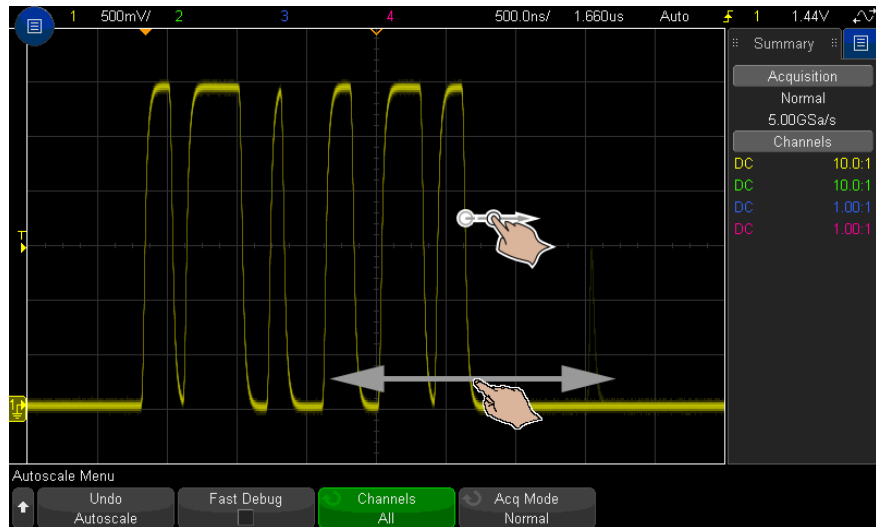 1 500mV/ 2 3 4 500.0ns/ 1.660us Auto 1 1.44V
Summary
Acquisition
Normal
5.00GSa/s
Channels
DC 10.0:1
DC 10.0:1
DC 1.00:1
DC 1.00:1
T
1
Autoscale Menu
Undo
Autoscale
Fast Debug
Channels
All
Acq Mode
Normal